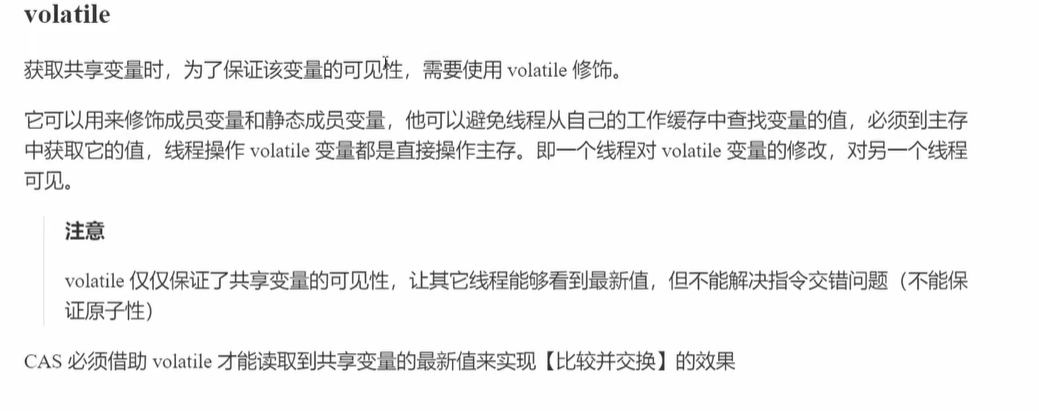 volatile
获取共享变量时，为了保证该变量的可见性，需要使用 volatile 修饰。
它可以用来修饰成员变量和静态成员变量，他可以避免线程从自己的工作缓存中查找变量的值，必须到主存
中获取它的值，线程操作 volatile 变量都是直接操作主存。即一个线程对 volatile 变量的修改，对另一个线程
可见。
注意
volatile 仅仅保证了共享变量的可见性，让其它线程能够看到最新值，但不能解决指令交错问题（不能保
证原子性）
CAS 必须借助 volatile 才能读取到共享变量的最新值来实现【比较并交换】的效果